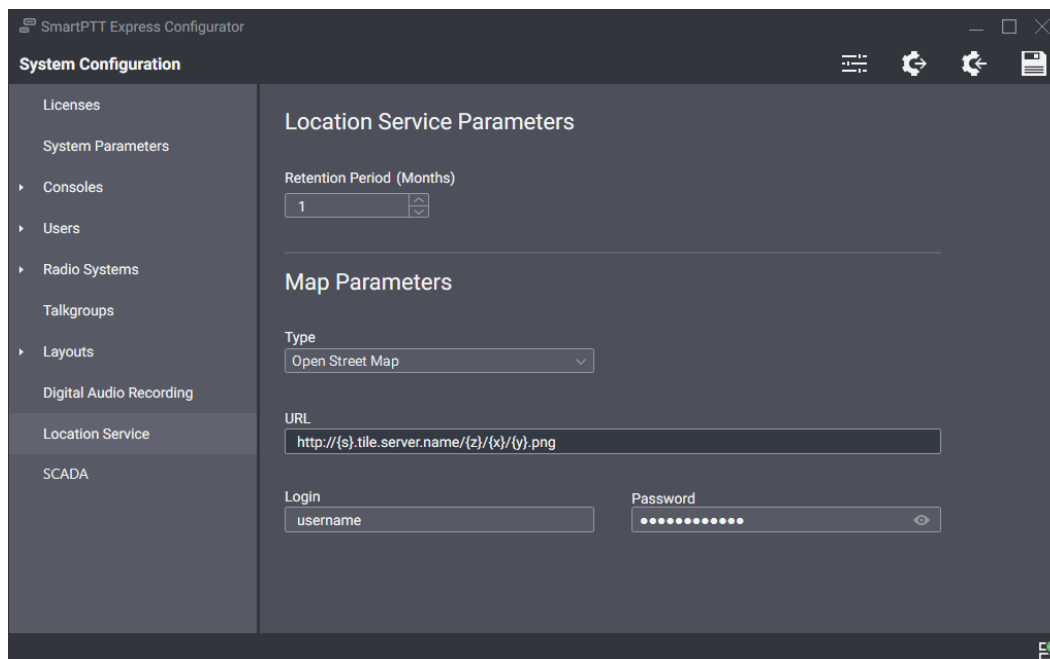 SmartPTT Express Configurator
System Configuration
Licenses
System Parameters
Consoles
Users
Radio Systems
Talkgroups
Layouts
Digital Audio Recording
Location Service
SCADA
Location Service Parameters
Retention Period (Months)
1
Map Parameters
Type
Open Street Map
URL
http://{s}.tile.server.name/{z}/{x}/{y}.png
Login
username
Password
••••••••••••